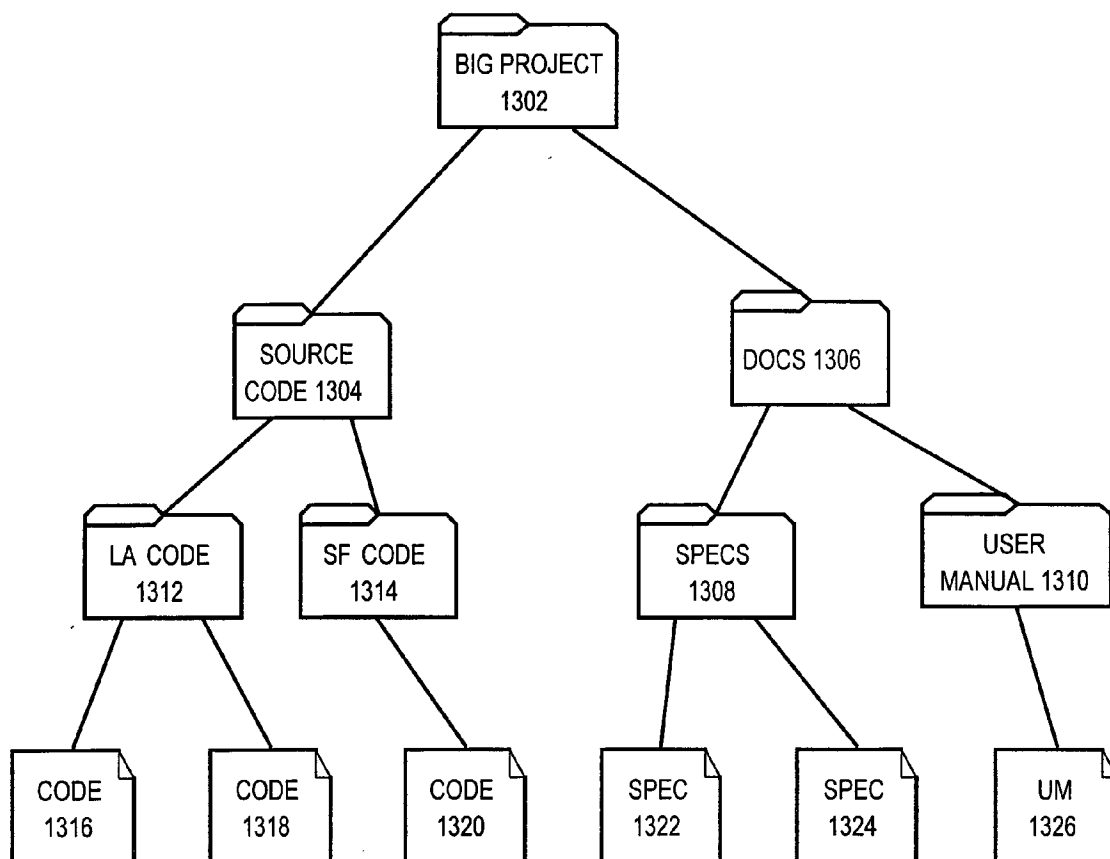 BIG PROJECT
1302
SOURCE
CODE 1304
DOCS 1306
LA CODE
1312
SF CODE
1314
SPECS
1308
USER
MANUAL 1310
CODE
1316
CODE
1318
CODE
1320
SPEC
1322
SPEC
1324
UM
1326